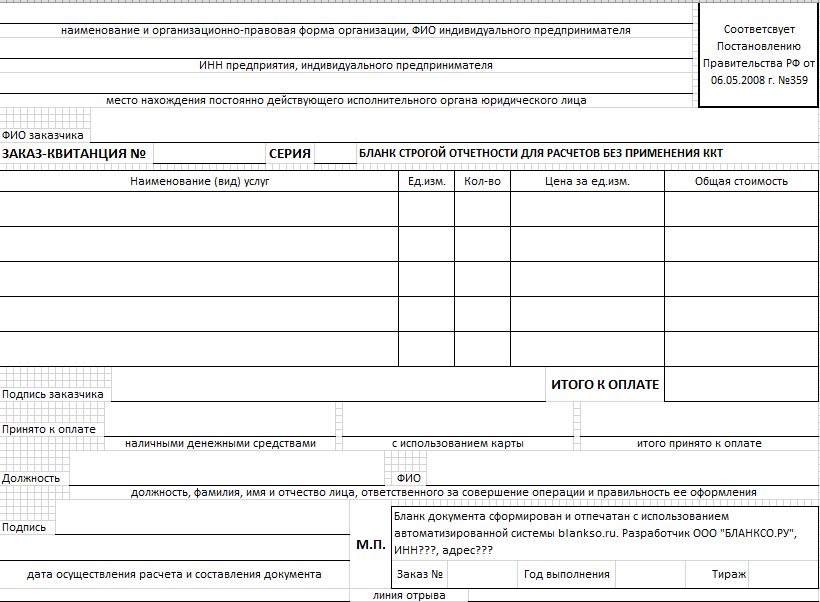 наименование и организационно-правовая форма организации, ФИО индивидуального предпринимателя
ИНН предприятия, индивидуального предпринимателя
место нахождения постоянно действующего исполнительного органа юридического лица
Соответсвует
Постановлению
Правительства РФ от
06.05.2008 г. №359
ФИО заказчика
ЗАКАЗ-КВИТАНЦИЯ № СЕРИЯ БЛАНК СТРОГОЙ ОТЧЕТНОСТИ ДЛЯ РАСЧЕТОВ БЕЗ ПРИМЕНЕНИЯ ККТ
Наименование (вид) услуг Ед.изм. Кол-во Цена за ед.изм. Общая стоимость
ИТОГО К ОПЛАТЕ
Подпись заказчика
Принято к оплате
наличными денежными средствами с использованием карты итого принято к оплате
Должность ФИО
должность, фамилия, имя и отчество лица, ответственного за совершение операции и правильность ее оформления
Подпись
М.П.
дата осуществления расчета и составления документа
Бланк документа сформирован и отпечатан с использованием
автоматизированной системы blankso.ru. Разработчик ООО "БЛАНКСО.РУ",
ИНН???, адрес???
Заказ № Год выполнения Тираж
линия отрыва